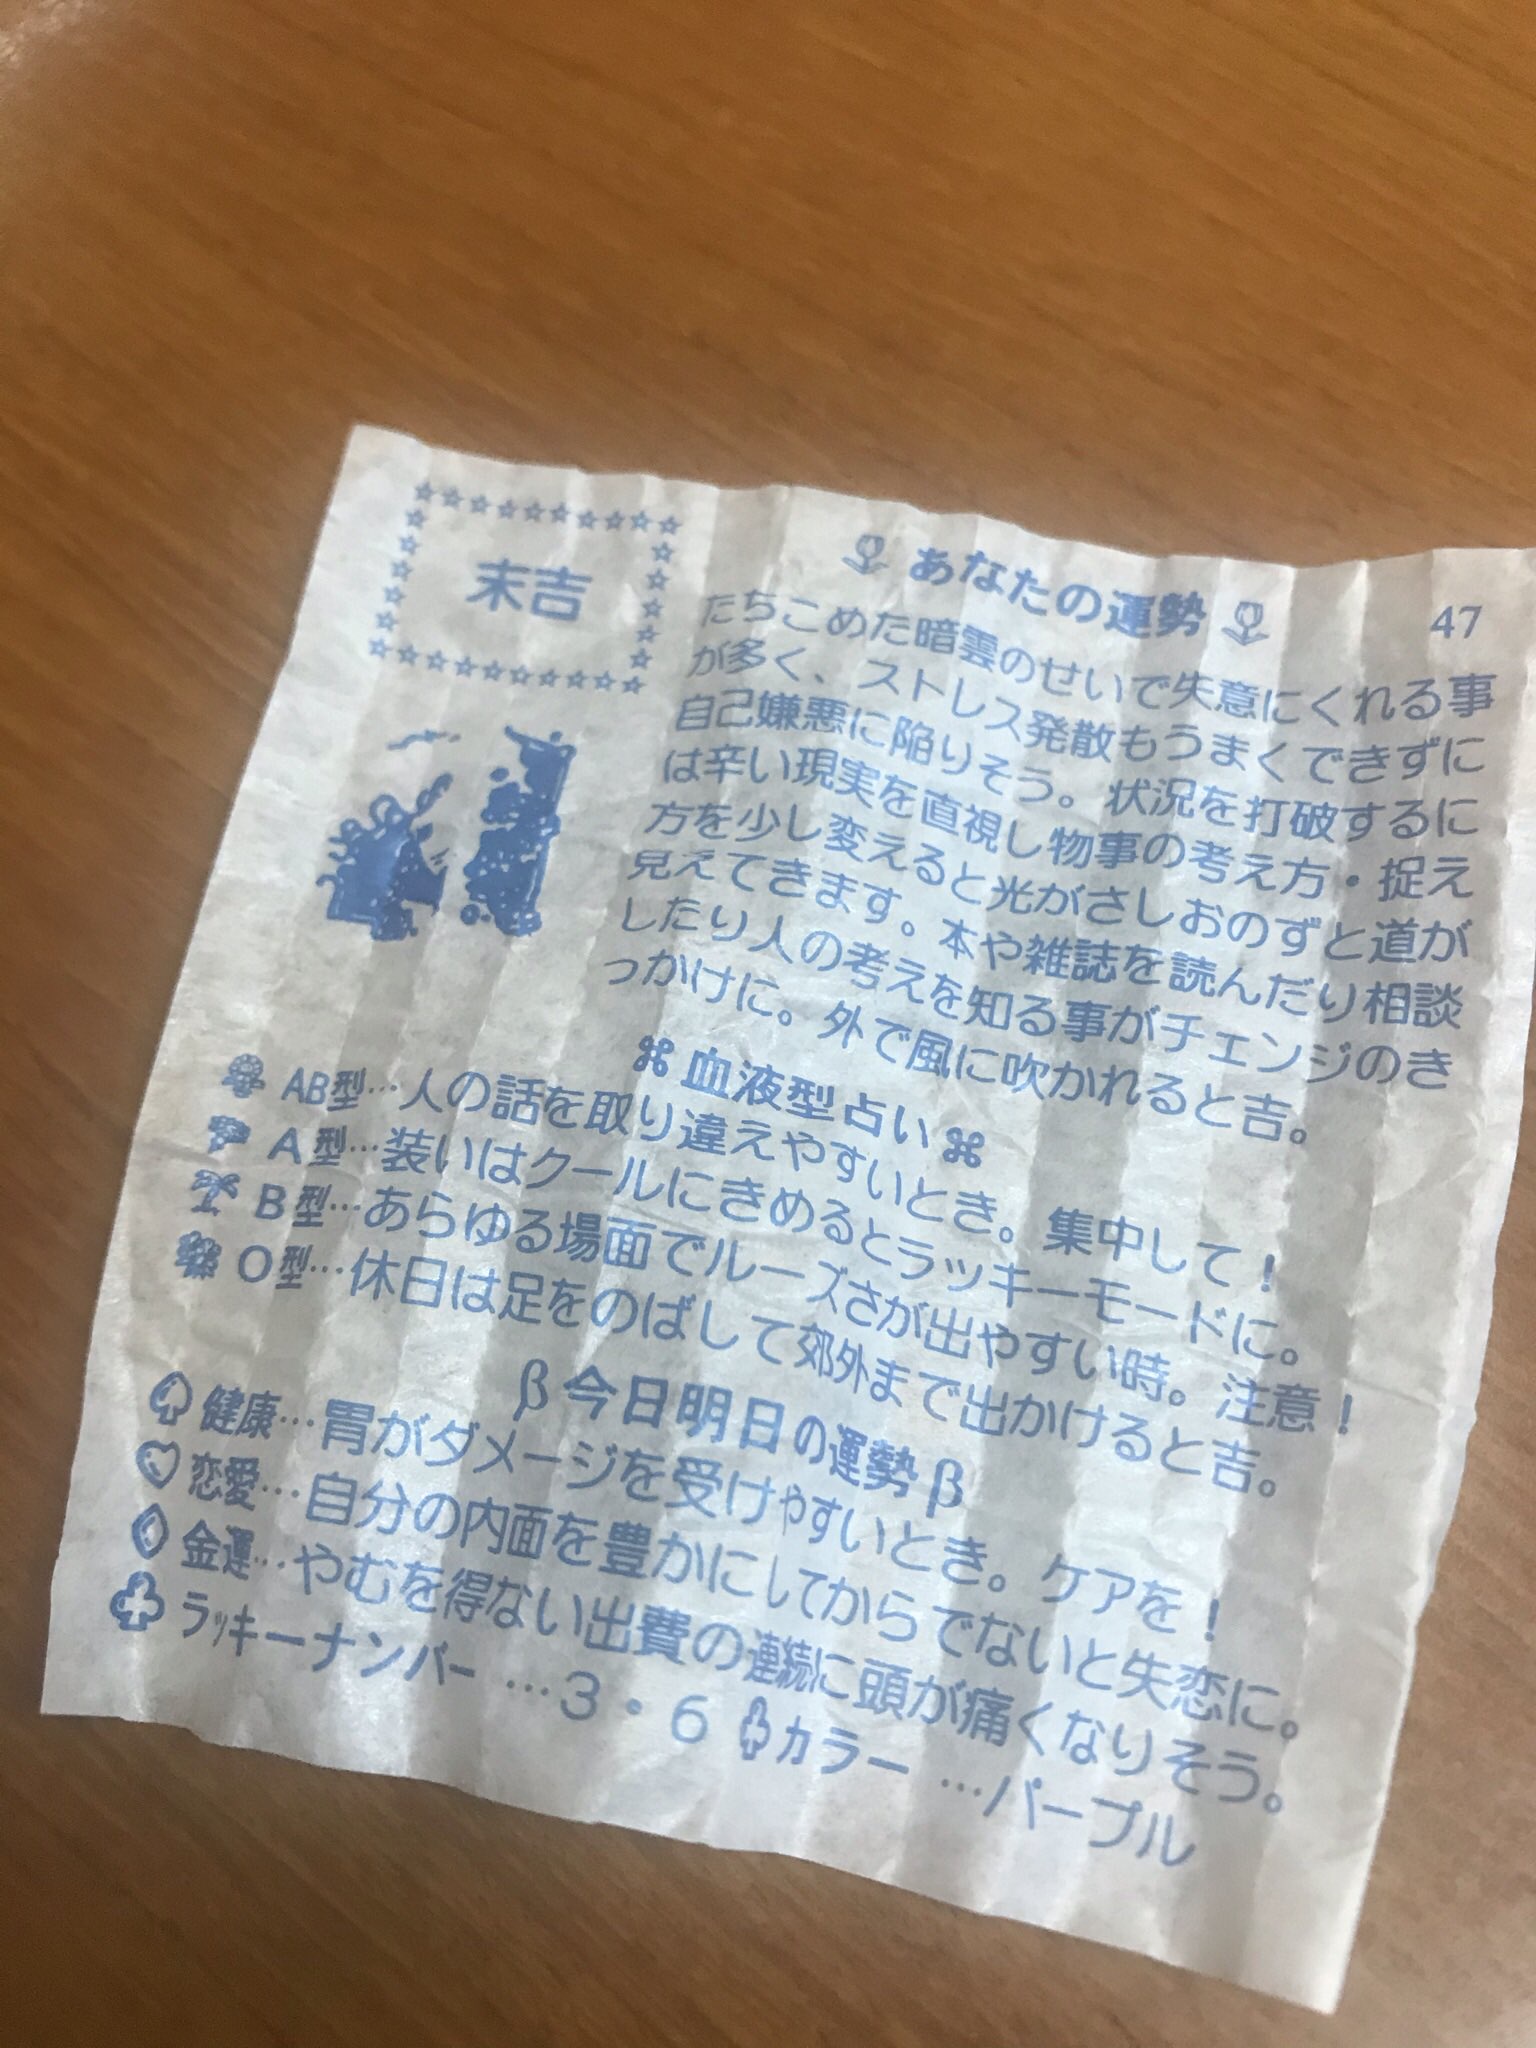 47
末吉
あなたの運勢
たちこめた暗雲のせいで失意にくれる事
が多く、ストレス発散もうまくできずに
自己嫌悪に陥りそう。状況を打破するに
は辛い現実を直視し物事の考え方・捉え
方を少し変えると光がさしおのずと道が
見えてきます。本や雑誌を読んだり相談
したり人の考えを知る事がチェンジのき
っかけに。外で風に吹かれると吉。
⌘血液型占い⌘
AB型…人の話を取り違えやすいとき。集中して！
A型…装いはクールにきめるとラッキーモードに。
B型…あらゆる場面でルーズさが出やすい時。注意！
O型…休日は足をのばして郊外まで出かけると吉。
β今日明日の運勢β
健康…胃がダメージを受けやすいとき。ケアを！
恋愛…自分の内面を豊かにしてからでないと失恋に。
金運…やむを得ない出費の連続に頭が痛くなりそう。
ラッキーナンバー…3・6 カラー…パープル